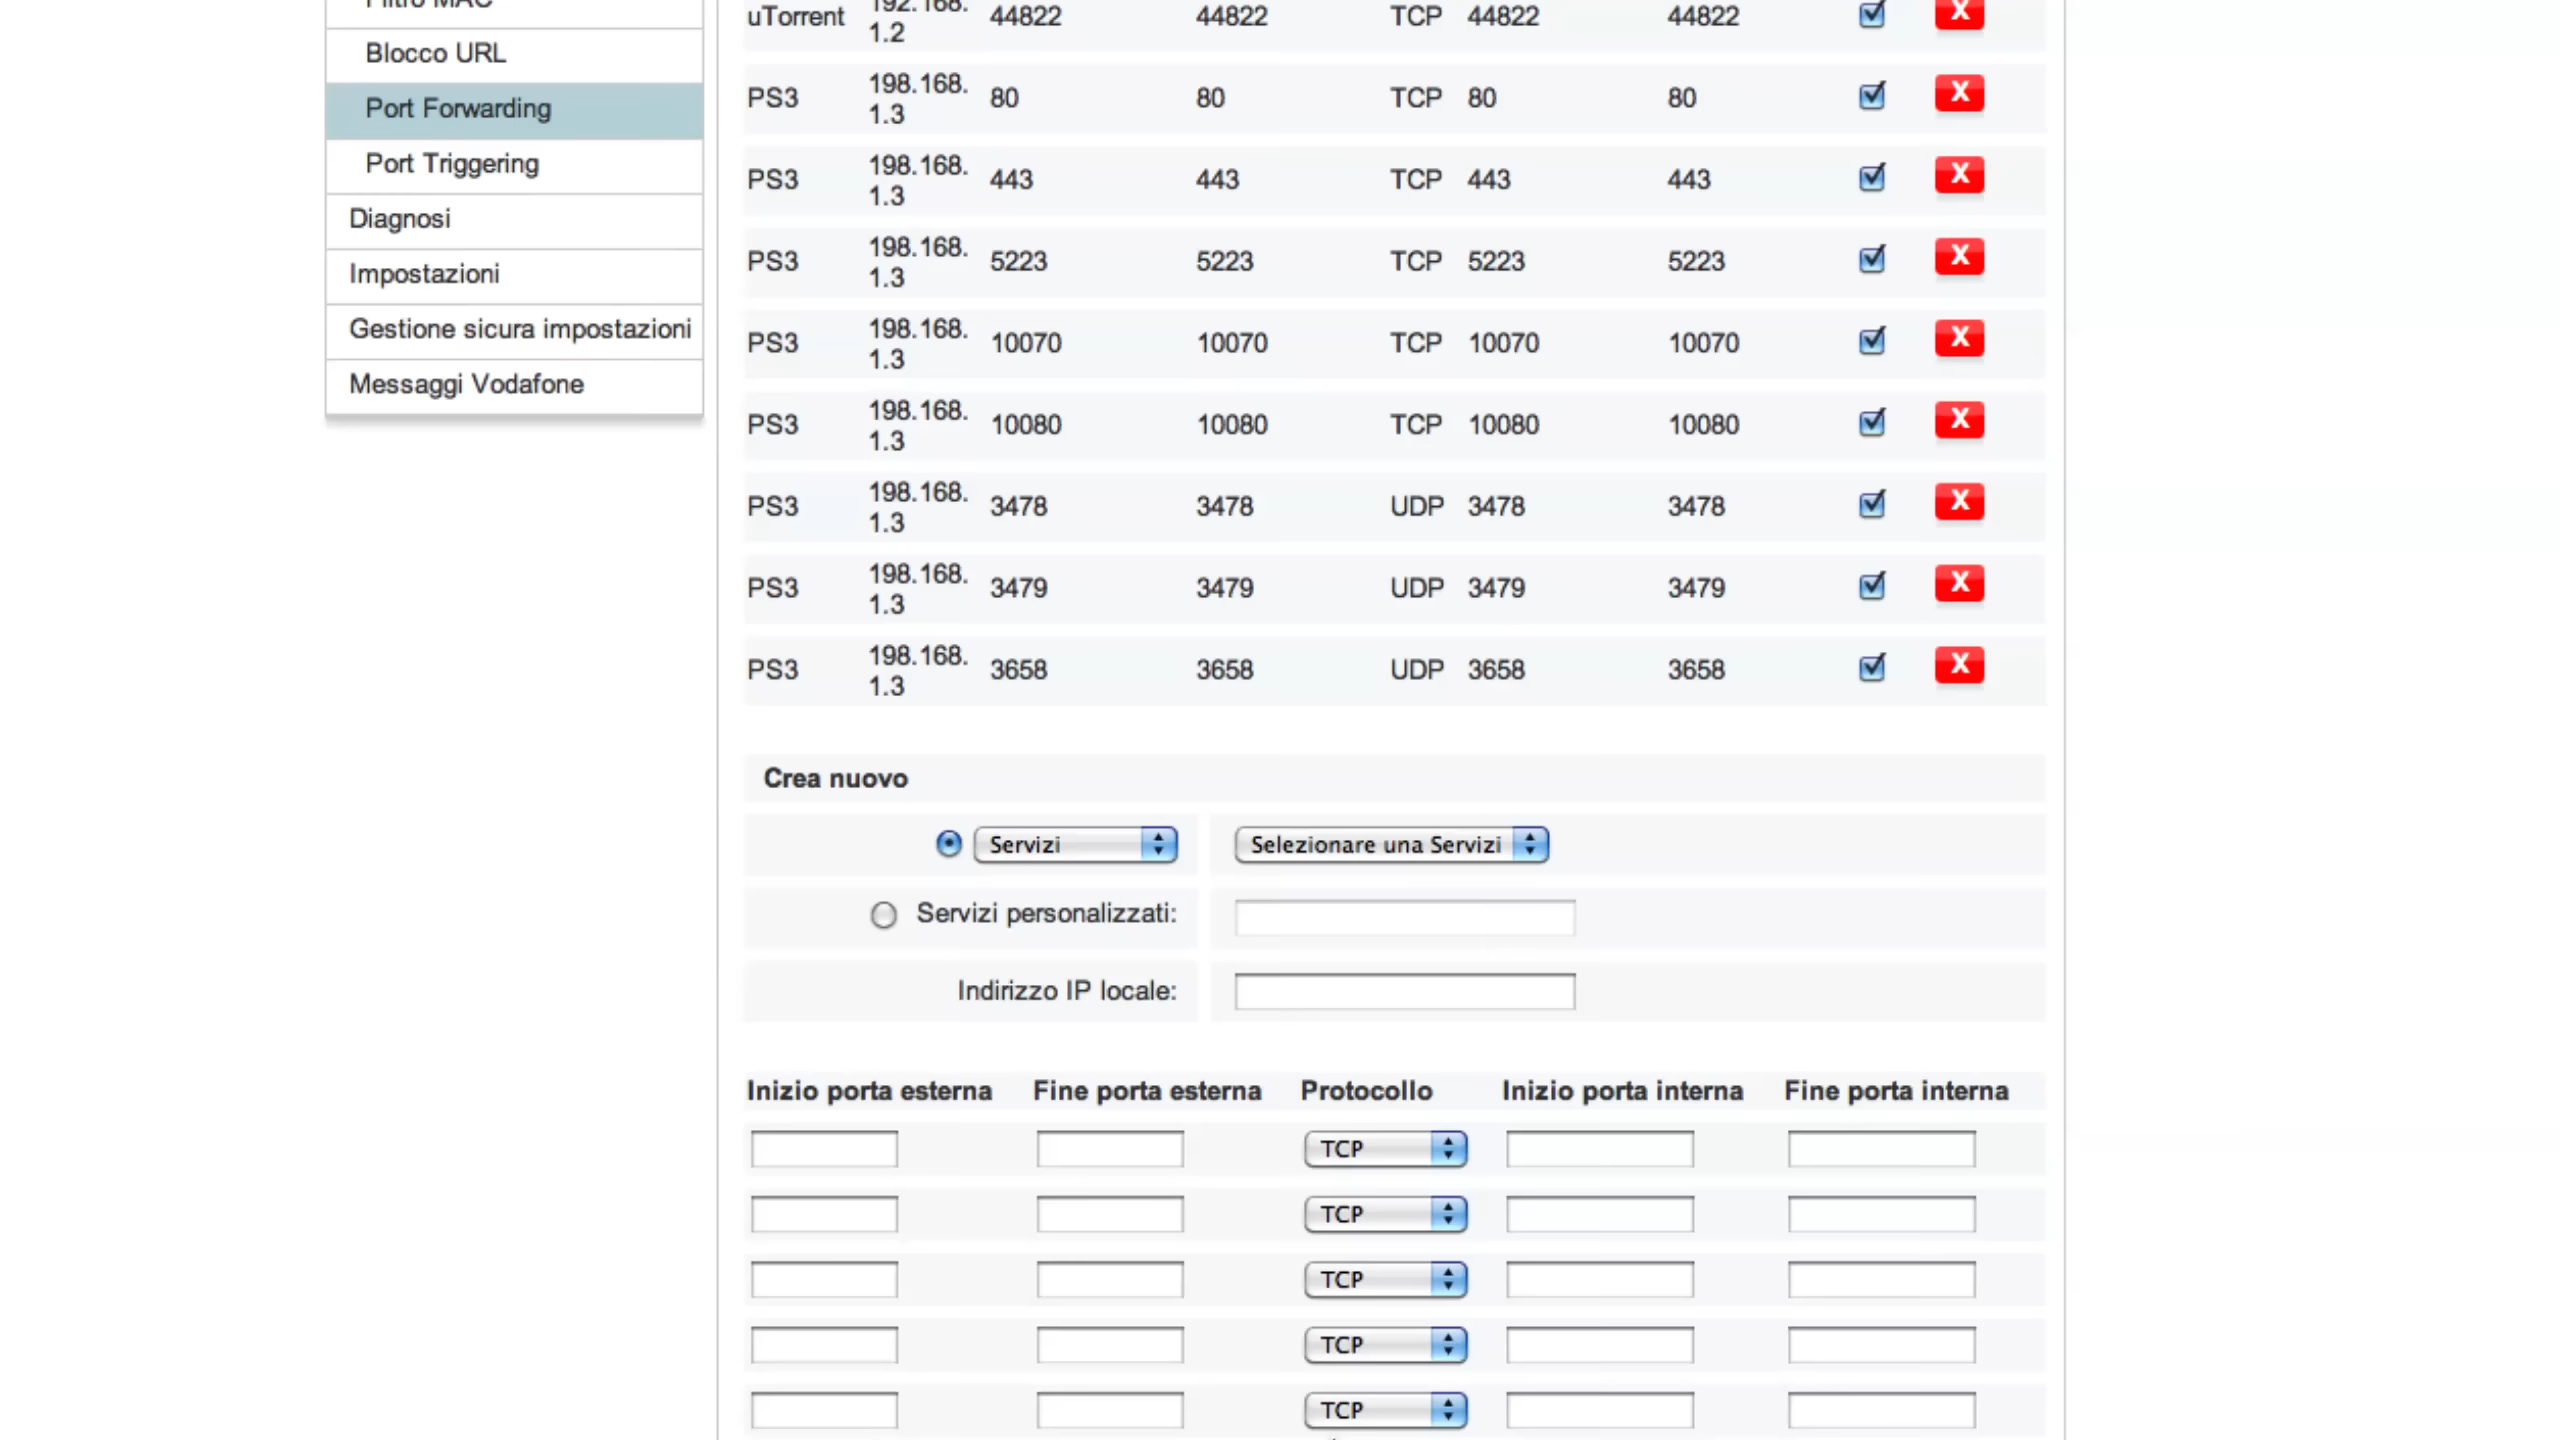 Filtro MAC
Blocco URL
Port Forwarding
Port Triggering
Diagnosi
Impostazioni
Gestione sicura impostazioni
Messaggi Vodafone
uTorrent 192.168. 44822 44822 TCP 44822 44822
1.2
PS3 198.168. 80 80 TCP 80 80 X
1.3
PS3 198.168. 443 443 TCP 443 443 X
1.3
PS3 198.168. 5223 5223 TCP 5223 5223 X
1.3
PS3 198.168. 10070 10070 TCP 10070 10070 X
1.3
PS3 198.168. 10080 10080 TCP 10080 10080 X
1.3
PS3 198.168. 3478 3478 UDP 3478 3478 X
1.3
PS3 198.168. 3479 3479 UDP 3479 3479 X
1.3
PS3 198.168. 3658 3658 UDP 3658 3658 X
1.3
Crea nuovo
Servizi Selezionare una Servizi
Servizi personalizzati:
Indirizzo IP locale:
Inizio porta esterna Fine porta esterna Protocollo Inizio porta interna Fine porta interna
TCP
TCP
TCP
TCP
TCP